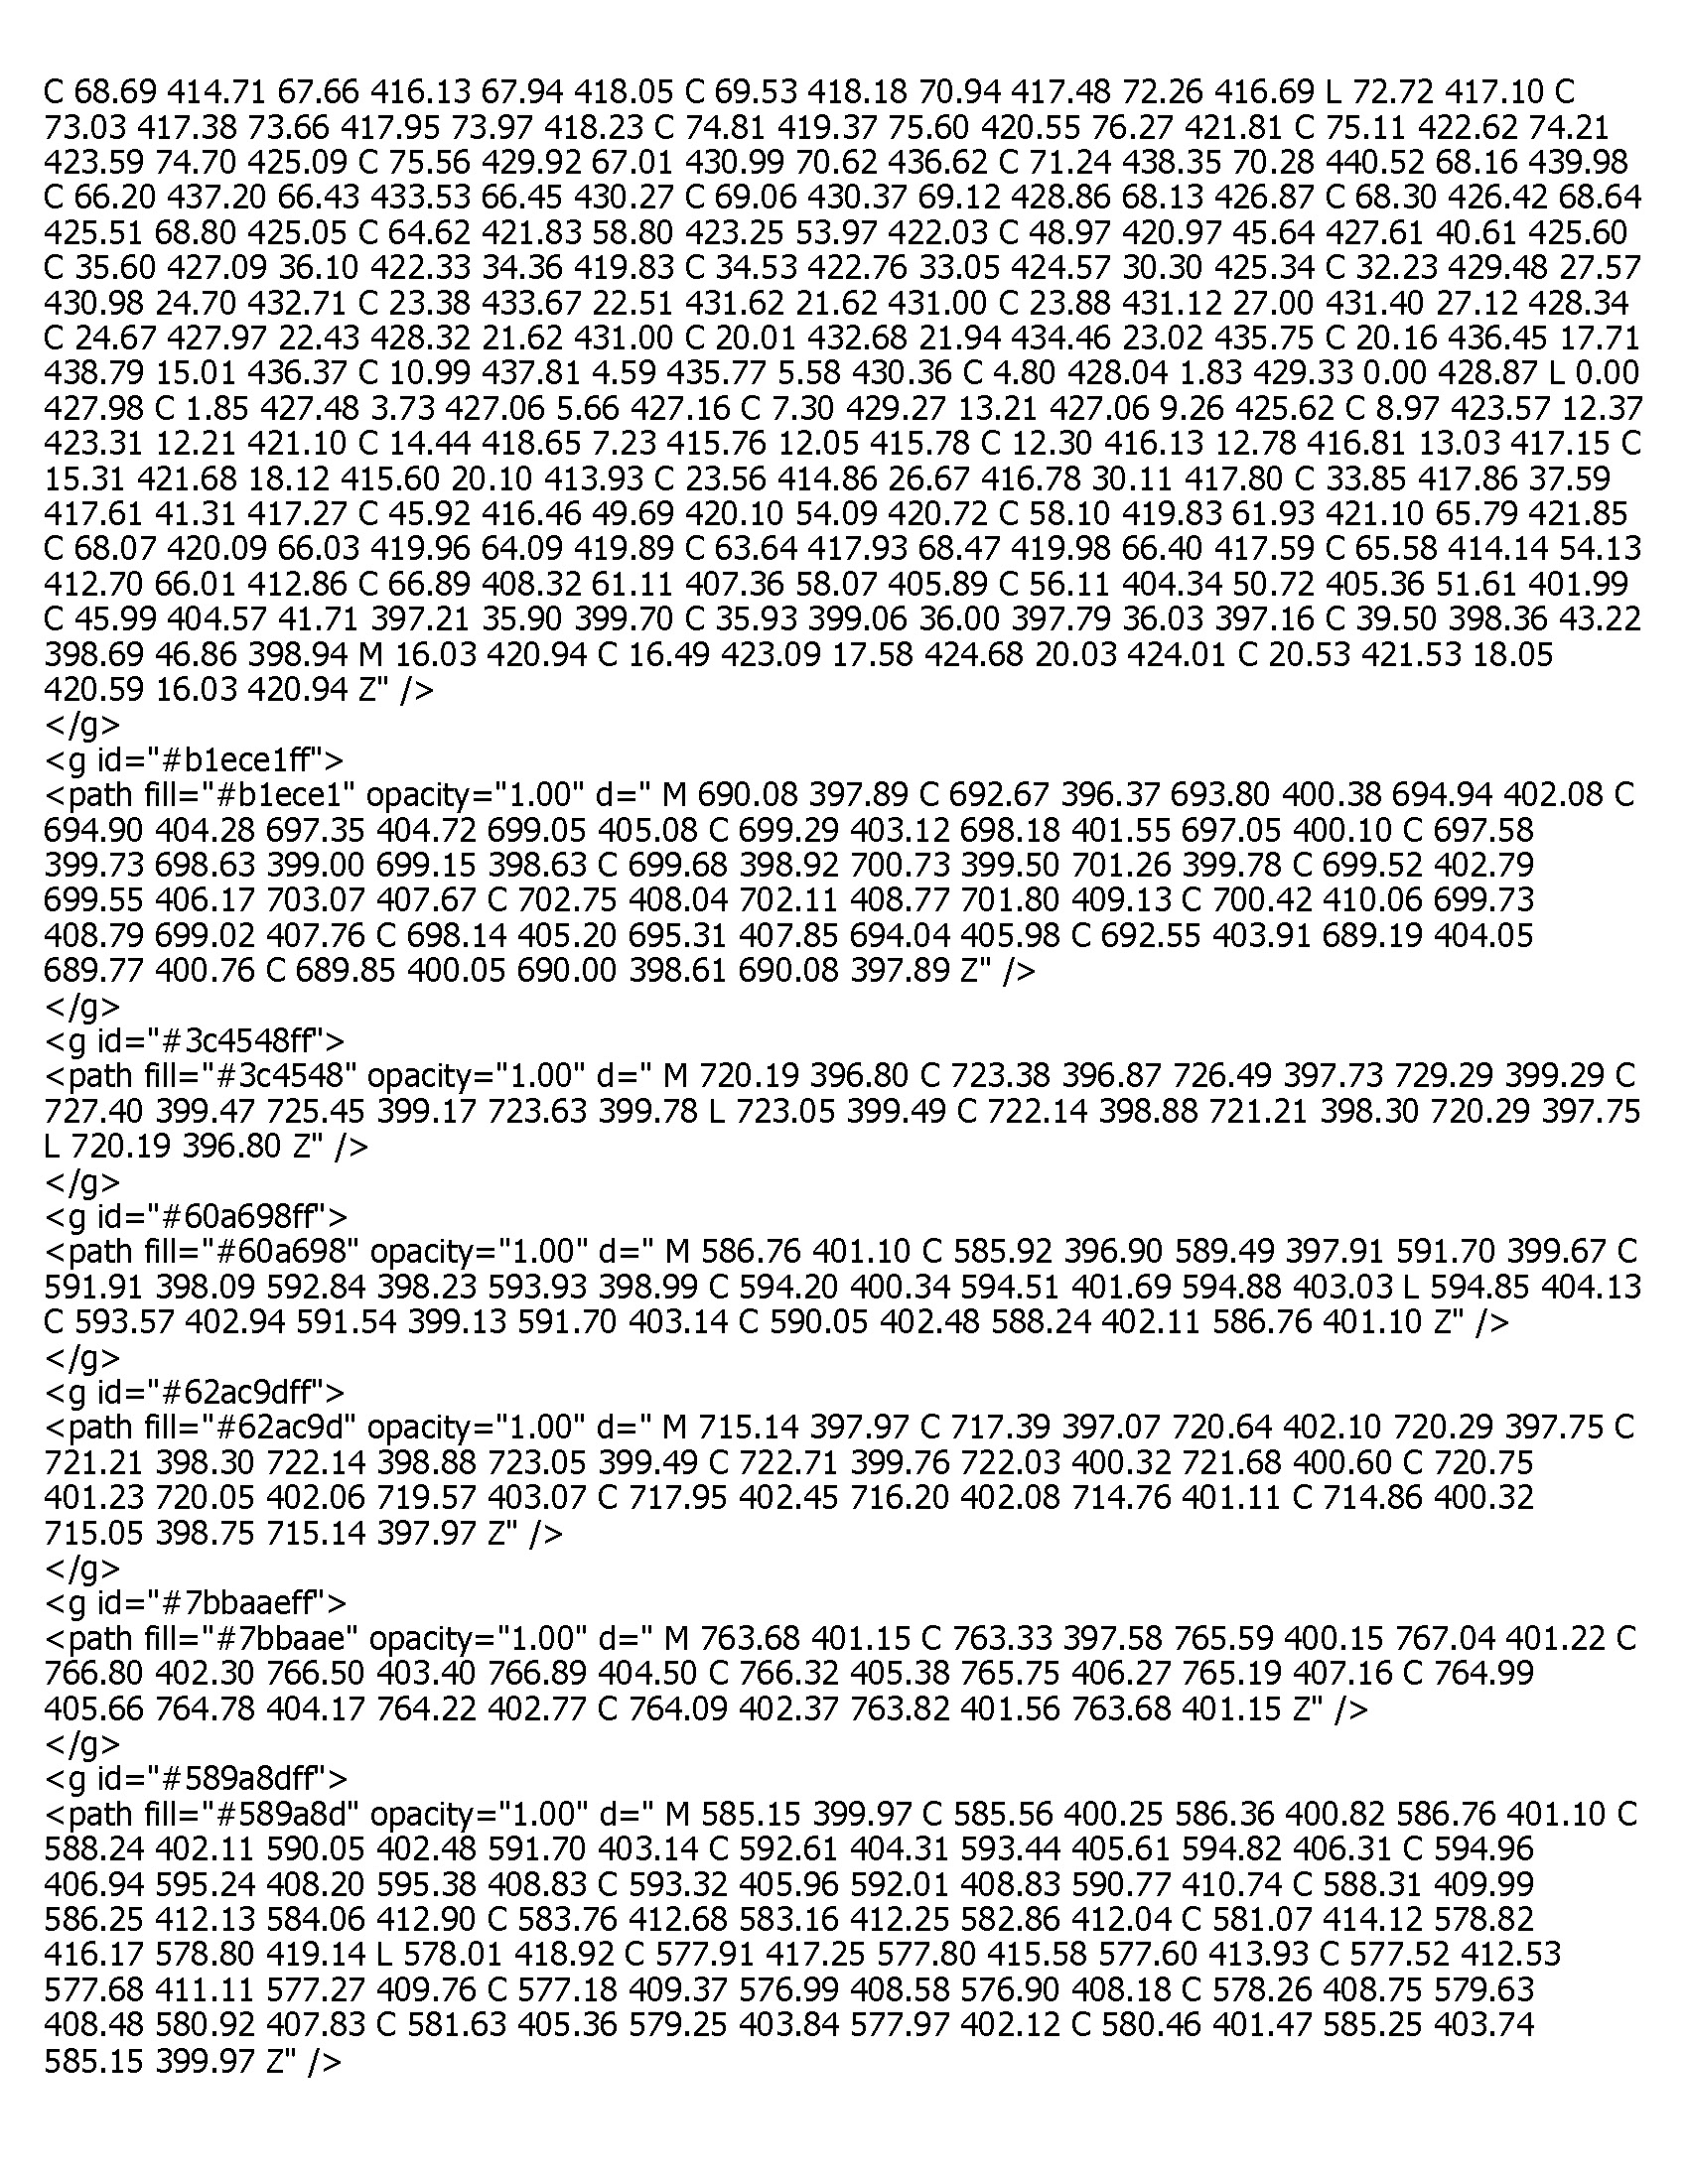 C 68.69 414.71 67.66 416.13 67.94 418.05 C 69.53 418.18 70.94 417.48 72.26 416.69 L 72.72 417.10 C
73.03 417.38 73.66 417.95 73.97 418.23 C 74.81 419.37 75.60 420.55 76.27 421.81 C 75.11 422.62 74.21
423.59 74.70 425.09 C 75.56 429.92 67.01 430.99 70.62 436.62 C 71.24 438.35 70.28 440.52 68.16 439.98
C 66.20 437.20 66.43 433.53 66.45 430.27 C 69.06 430.37 69.12 428.86 68.13 426.87 C 68.30 426.42 68.64
425.51 68.80 425.05 C 64.62 421.83 58.80 423.25 53.97 422.03 C 48.97 420.97 45.64 427.61 40.61 425.60
C 35.60 427.09 36.10 422.33 34.36 419.83 C 34.53 422.76 33.05 424.57 30.30 425.34 C 32.23 429.48 27.57
430.98 24.70 432.71 C 23.38 433.67 22.51 431.62 21.62 431.00 C 23.88 431.12 27.00 431.40 27.12 428.34
C 24.67 427.97 22.43 428.32 21.62 431.00 C 20.01 432.68 21.94 434.46 23.02 435.75 C 20.16 436.45 17.71
438.79 15.01 436.37 C 10.99 437.81 4.59 435.77 5.58 430.36 C 4.80 428.04 1.83 429.33 0.00 428.87 L 0.00
427.98 C 1.85 427.48 3.73 427.06 5.66 427.16 C 7.30 429.27 13.21 427.06 9.26 425.62 C 8.97 423.57 12.37
423.31 12.21 421.10 C 14.44 418.65 7.23 415.76 12.05 415.78 C 12.30 416.13 12.78 416.81 13.03 417.15 C
15.31 421.68 18.12 415.60 20.10 413.93 C 23.56 414.86 26.67 416.78 30.11 417.80 C 33.85 417.86 37.59
417.61 41.31 417.27 C 45.92 416.46 49.69 420.10 54.09 420.72 C 58.10 419.83 61.93 421.10 65.79 421.85
C 68.07 420.09 66.03 419.96 64.09 419.89 C 63.64 417.93 68.47 419.98 66.40 417.59 C 65.58 414.14 54.13
412.70 66.01 412.86 C 66.89 408.32 61.11 407.36 58.07 405.89 C 56.11 404.34 50.72 405.36 51.61 401.99
C 45.99 404.57 41.71 397.21 35.90 399.70 C 35.93 399.06 36.00 397.79 36.03 397.16 C 39.50 398.36 43.22
398.69 46.86 398.94 M 16.03 420.94 C 16.49 423.09 17.58 424.68 20.03 424.01 C 20.53 421.53 18.05
420.59 16.03 420.94 Z" />
</g>
<g id="#b1ece1ff">
<path fill="#b1ece1" opacity="1.00" d=" M 690.08 397.89 C 692.67 396.37 693.80 400.38 694.94 402.08 C
694.90 404.28 697.35 404.72 699.05 405.08 C 699.29 403.12 698.18 401.55 697.05 400.10 C 697.58
399.73 698.63 399.00 699.15 398.63 C 699.68 398.92 700.73 399.50 701.26 399.78 C 699.52 402.79
699.55 406.17 703.07 407.67 C 702.75 408.04 702.11 408.77 701.80 409.13 C 700.42 410.06 699.73
408.79 699.02 407.76 C 698.14 405.20 695.31 407.85 694.04 405.98 C 692.55 403.91 689.19 404.05
689.77 400.76 C 689.85 400.05 690.00 398.61 690.08 397.89 Z" />
</g>
<g id="#3c4548ff">
<path fill="#3c4548" opacity="1.00" d=" M 720.19 396.80 C 723.38 396.87 726.49 397.73 729.29 399.29 C
727.40 399.47 725.45 399.17 723.63 399.78 L 723.05 399.49 C 722.14 398.88 721.21 398.30 720.29 397.75
L 720.19 396.80 Z" />
</g>
<g id="#60a698ff">
<path fill="#60a698" opacity="1.00" d=" M 586.76 401.10 C 585.92 396.90 589.49 397.91 591.70 399.67 C
591.91 398.09 592.84 398.23 593.93 398.99 C 594.20 400.34 594.51 401.69 594.88 403.03 L 594.85 404.13
C 593.57 402.94 591.54 399.13 591.70 403.14 C 590.05 402.48 588.24 402.11 586.76 401.10 Z" />
</g>
<g id="#62ac9dff">
<path fill="#62ac9d" opacity="1.00" d=" M 715.14 397.97 C 717.39 397.07 720.64 402.10 720.29 397.75 C
721.21 398.30 722.14 398.88 723.05 399.49 C 722.71 399.76 722.03 400.32 721.68 400.60 C 720.75
401.23 720.05 402.06 719.57 403.07 C 717.95 402.45 716.20 402.08 714.76 401.11 C 714.86 400.32
715.05 398.75 715.14 397.97 Z" />
</g>
<g id="#7bbaaeff">
<path fill="#7bbaae" opacity="1.00" d=" M 763.68 401.15 C 763.33 397.58 765.59 400.15 767.04 401.22 C
766.80 402.30 766.50 403.40 766.89 404.50 C 766.32 405.38 765.75 406.27 765.19 407.16 C 764.99
405.66 764.78 404.17 764.22 402.77 C 764.09 402.37 763.82 401.56 763.68 401.15 Z" />
</g>
<g id="#589a8dff">
<path fill="#589a8d" opacity="1.00" d=" M 585.15 399.97 C 585.56 400.25 586.36 400.82 586.76 401.10 C
588.24 402.11 590.05 402.48 591.70 403.14 C 592.61 404.31 593.44 405.61 594.82 406.31 C 594.96
406.94 595.24 408.20 595.38 408.83 C 593.32 405.96 592.01 408.83 590.77 410.74 C 588.31 409.99
586.25 412.13 584.06 412.90 C 583.76 412.68 583.16 412.25 582.86 412.04 C 581.07 414.12 578.82
416.17 578.80 419.14 L 578.01 418.92 C 577.91 417.25 577.80 415.58 577.60 413.93 C 577.52 412.53
577.68 411.11 577.27 409.76 C 577.18 409.37 576.99 408.58 576.90 408.18 C 578.26 408.75 579.63
408.48 580.92 407.83 C 581.63 405.36 579.25 403.84 577.97 402.12 C 580.46 401.47 585.25 403.74
585.15 399.97 Z" />